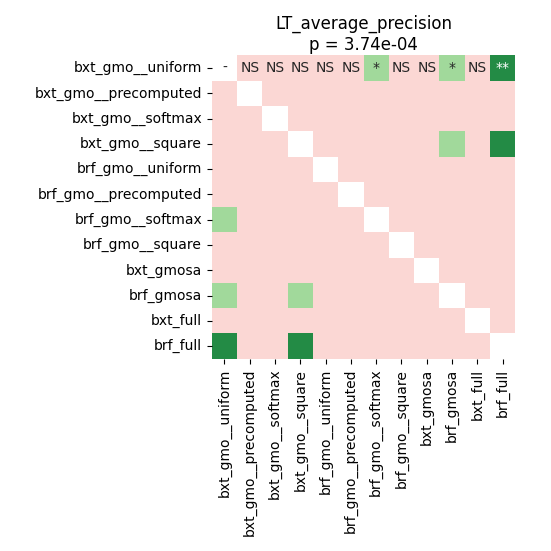 LT_average_precision
p = 3.74e-04
bxt_gmo__uniform - NS NS NS NS NS * NS NS * NS **
bxt_gmo__precomputed
bxt_gmo__softmax
bxt_gmo__square
brf_gmo__uniform
brf_gmo__precomputed
brf_gmo__softmax
brf_gmo__square
bxt_gmosa
brf_gmosa
bxt_full
brf_full
bxt_gmo__uniform
bxt_gmo__precomputed
bxt_gmo__softmax
bxt_gmo__square
brf_gmo__uniform
brf_gmo__precomputed
brf_gmo__softmax
brf_gmo__square
bxt_gmosa
brf_gmosa
bxt_full
brf_full